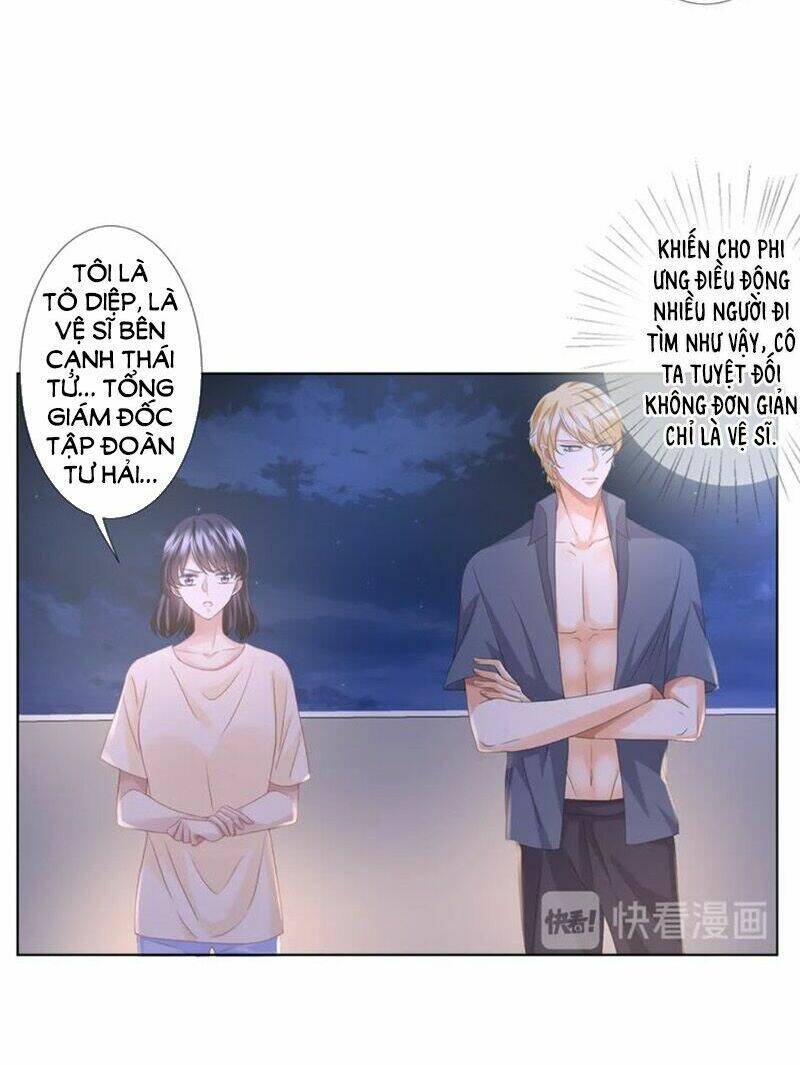 TÔI LÀ
TÔ DIỆP, LÀ
VỆ SĨ BÊN
CẠNH THÁI
TỬ... TỔNG
GIÁM ĐỐC
TẬP ĐOÀN
TƯ HẢI...
KHIẾN CHO PHI
ƯNG ĐIỀU ĐỘNG
NHIỀU NGƯỜI ĐI
TÌM NHƯ VẬY, CÔ
TA TUYỆT ĐỐI
KHÔNG ĐƠN GIẢN
CHỈ LÀ VỆ SĨ.
快看! 快看漫画